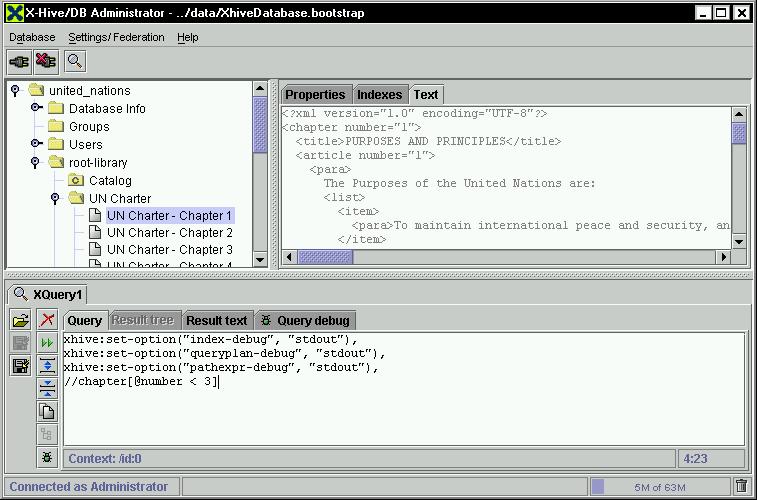 X-Hive/DB Administrator - ../data/XhiveDatabase.bootstrap
Database Settings/ Federation Help
united_nations
Database Info
Groups
Users
root-library
Catalog
UN Charter
UN Charter - Chapter 1
UN Charter - Chapter 2
UN Charter - Chapter 3
UN Charter - Chapter 4
Properties Indexes Text
<?xml version="1.0" encoding="UTF-8"?>
<chapter number="1">
<title>PURPOSES AND PRINCIPLES</title>
<article number="1">
<para>
The Purposes of the United Nations are:
<list>
<item>
<para>To maintain international peace and security, an
</item>
XQuery1
Query Result tree Result text Query debug
xhive:set-option("index-debug", "stdout"),
xhive:set-option("queryplan-debug", "stdout"),
xhive:set-option("pathexpr-debug", "stdout"),
//chapter[@number < 3]
Context: /id:0 4:23
Connected as Administrator 5M of 63M